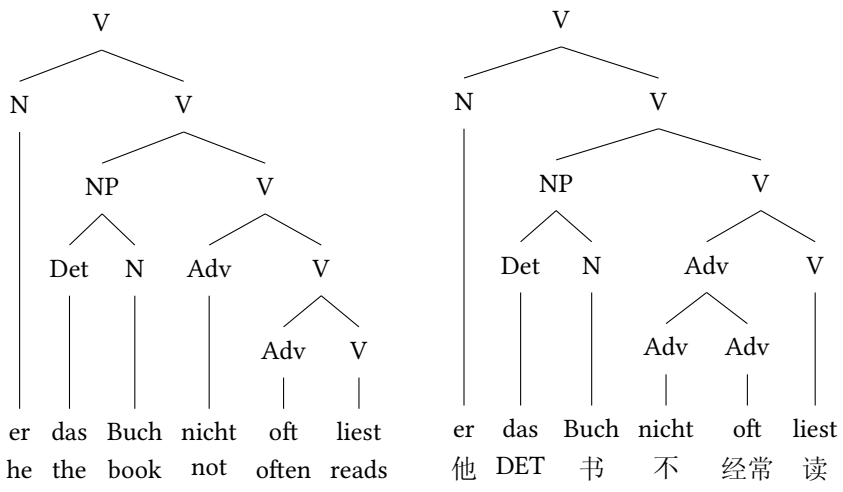 V V
N V N V
NP V NP V
Det N Adv V Det N Adv V
Adv V Adv Adv
er das Buch nicht oft liest er das Buch nicht oft liest
he the book not often reads 他 DET 书 不 经常 读